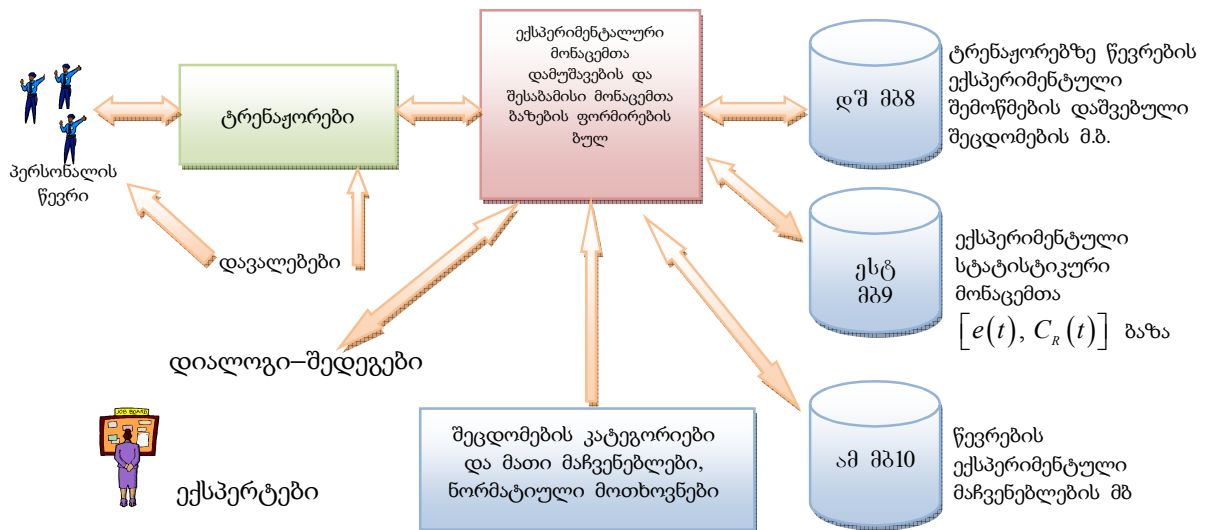 პერსონალის
წევრი
ტრენაჟორები
ექსპერიმენტალური
მონაცემთა
დამუშავების და
შესაბამისი მონაცემთა
ბაზების ფორმირების
ბულ
დშ მბ8
ტრენაჟორებზე წევრების
ექსპერიმენტული
შემოწმების დაშვებული
შეცდომების მ.ბ.
დავალებები
ესტ
მბ9
ექსპერიმენტული
სტატისტიკური
მონაცემთა
[e(t), C_R(t)] ბაზა
დიალოგი–შედეგები
JOB BOARD
ექსპერტები
შეცდომების კატეგორიები
და მათი მაჩვენებლები,
ნორმატიული მოთხოვნები
ამ მბ10
წევრების
ექსპერიმენტული
მაჩვენებლების მბ